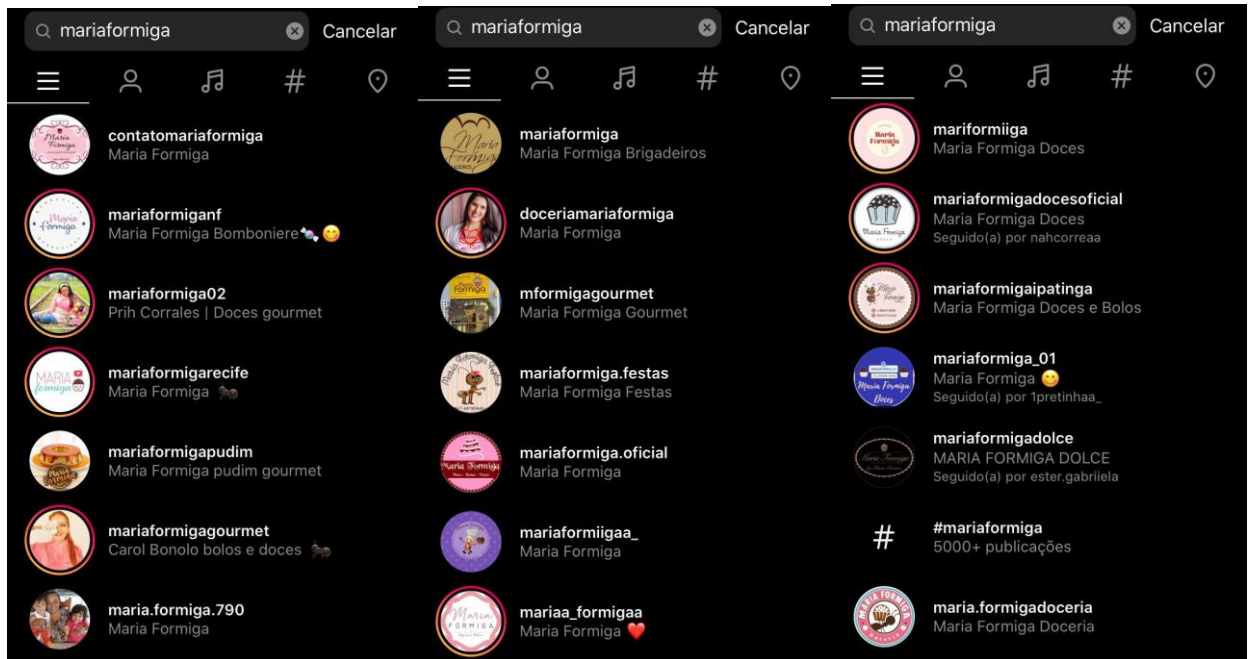 mariaformiga
Cancelar
contatomariaformiga
Maria Formiga
mariaformiganf
Maria Formiga Bomboniere🍬😋
mariaformiga02
Prih Corrales | Doces gourmet
mariaformigarecife
Maria Formiga 🐜
mariaformigapudim
Maria Formiga pudim gourmet
mariaformigagourmet
Carol Bonolo bolos e doces 🐜
maria.formiga.790
Maria Formiga
mariaformiga
Cancelar
mariaformiga
Maria Formiga Brigadeiros
doceriamariaformiga
Maria Formiga
mformigagourmet
Maria Formiga Gourmet
mariaformiga.festas
Maria Formiga Festas
mariaformiga.oficial
Maria Formiga
mariaformiigaa_
Maria Formiga
mariaa_formigaa
Maria Formiga ❤️
mariaformiga
Cancelar
mariformiiga
Maria Formiga Doces
mariaformigadocesoficial
Maria Formiga Doces
Seguido(a) por nahcorreaa
mariaformigaipatinga
Maria Formiga Doces e Bolos
mariaformiga_01
Maria Formiga 😋
Seguido(a) por 1pretinhaa_
mariaformigadolce
MARIA FORMIGA DOLCE
Seguido(a) por ester.gabriiela
#mariaformiga
5000+ publicações
maria.formigadoceria
Maria Formiga Doceria